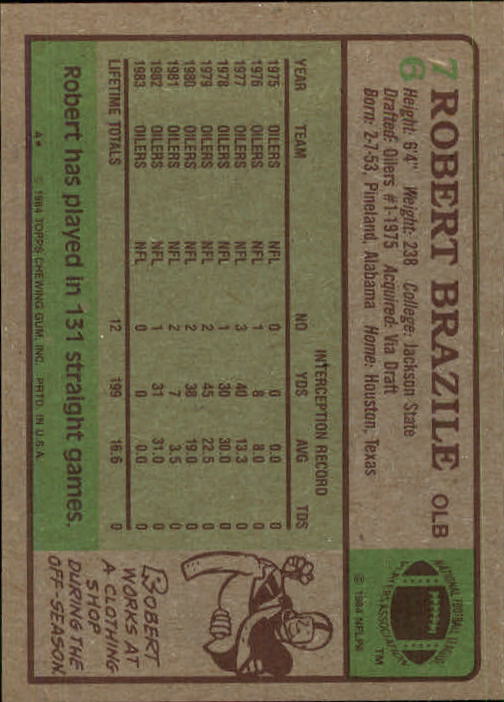 76
ROBERT BRAZILE OLB
Height: 6'4" Weight: 238 College: Jackson State
Drafted: Oilers #1-1975 Acquired: Via Draft
Born: 2-7-53, Pineland, Alabama Home: Houston, Texas
NATIONAL FOOTBALL LEAGUE
PLAYERS ASSOCIATION
TM
© 1984 NFLPA
INTERCEPTION RECORD
YEAR TEAM NO YDS AVG TDS
1975 OILERS NFL 0 0 0.0 0
1976 OILERS NFL 1 8 8.0 0
1977 OILERS NFL 3 40 13.3 0
1978 OILERS NFL 1 30 30.0 0
1979 OILERS NFL 2 45 22.5 0
1980 OILERS NFL 2 38 19.0 0
1981 OILERS NFL 2 7 3.5 0
1982 OILERS NFL 1 31 31.0 0
1983 OILERS NFL 0 0 0.0 0
LIFETIME TOTALS 12 199 16.6 0
Robert has played in 131 straight games.
4* © 1984 TOPPS CHEWING GUM, INC. PRTD. IN U.S.A.
ROBERT
WORKS AT
A CLOTHING
SHOP
DURING THE
OFF-SEASON.